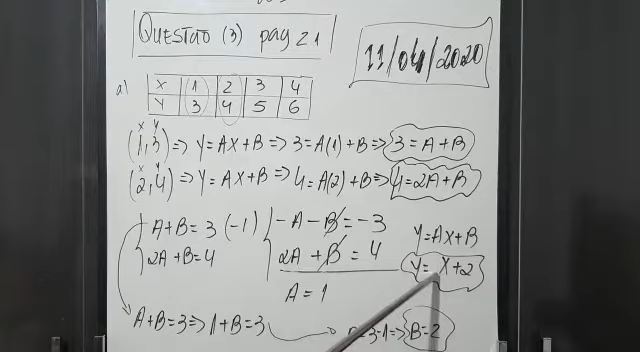 QUESTÃO (3) pag 21
11/04/2020
a) X 1 2 3 4
Y 3 4 5 6
x y
(1,3) => Y=AX+B => 3=A(1)+B => 3=A+B
x y
(2,4) => Y=AX+B => 4=A(2)+B => 4=2A+B
A+B=3 (-1)
2A+B=4
-A-B=-3
2A+B=4
A=1
Y=AX+B
Y=X+2
A+B=3 => 1+B=3
=3-1 => B=2